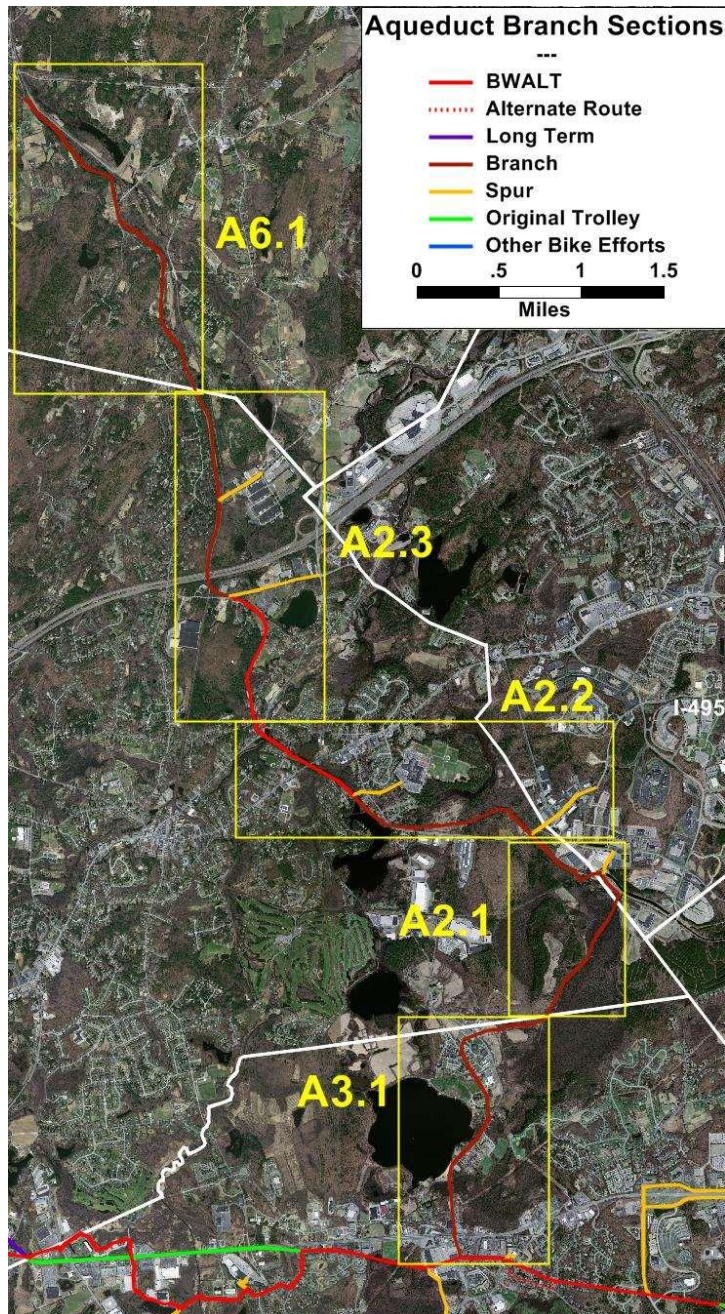 Aqueduct Branch Sections
---
BWALT
Alternate Route
Long Term
Branch
Spur
Original Trolley
Other Bike Efforts
0 .5 1 1.5
Miles
A6.1
A2.3
A2.2
I-495
A2.1
A3.1